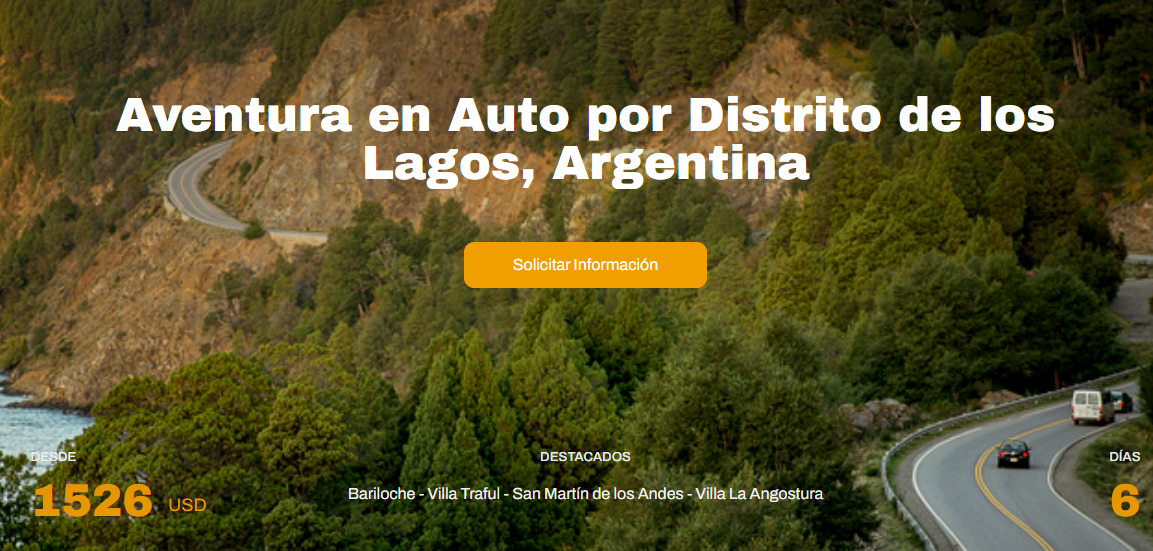 Aventura en Auto por Distrito de los
Lagos, Argentina
Solicitar Información
DESDE
1526 USD
DESTACADOS
Bariloche - Villa Traful - San Martín de los Andes - Villa La Angostura
DÍAS
6